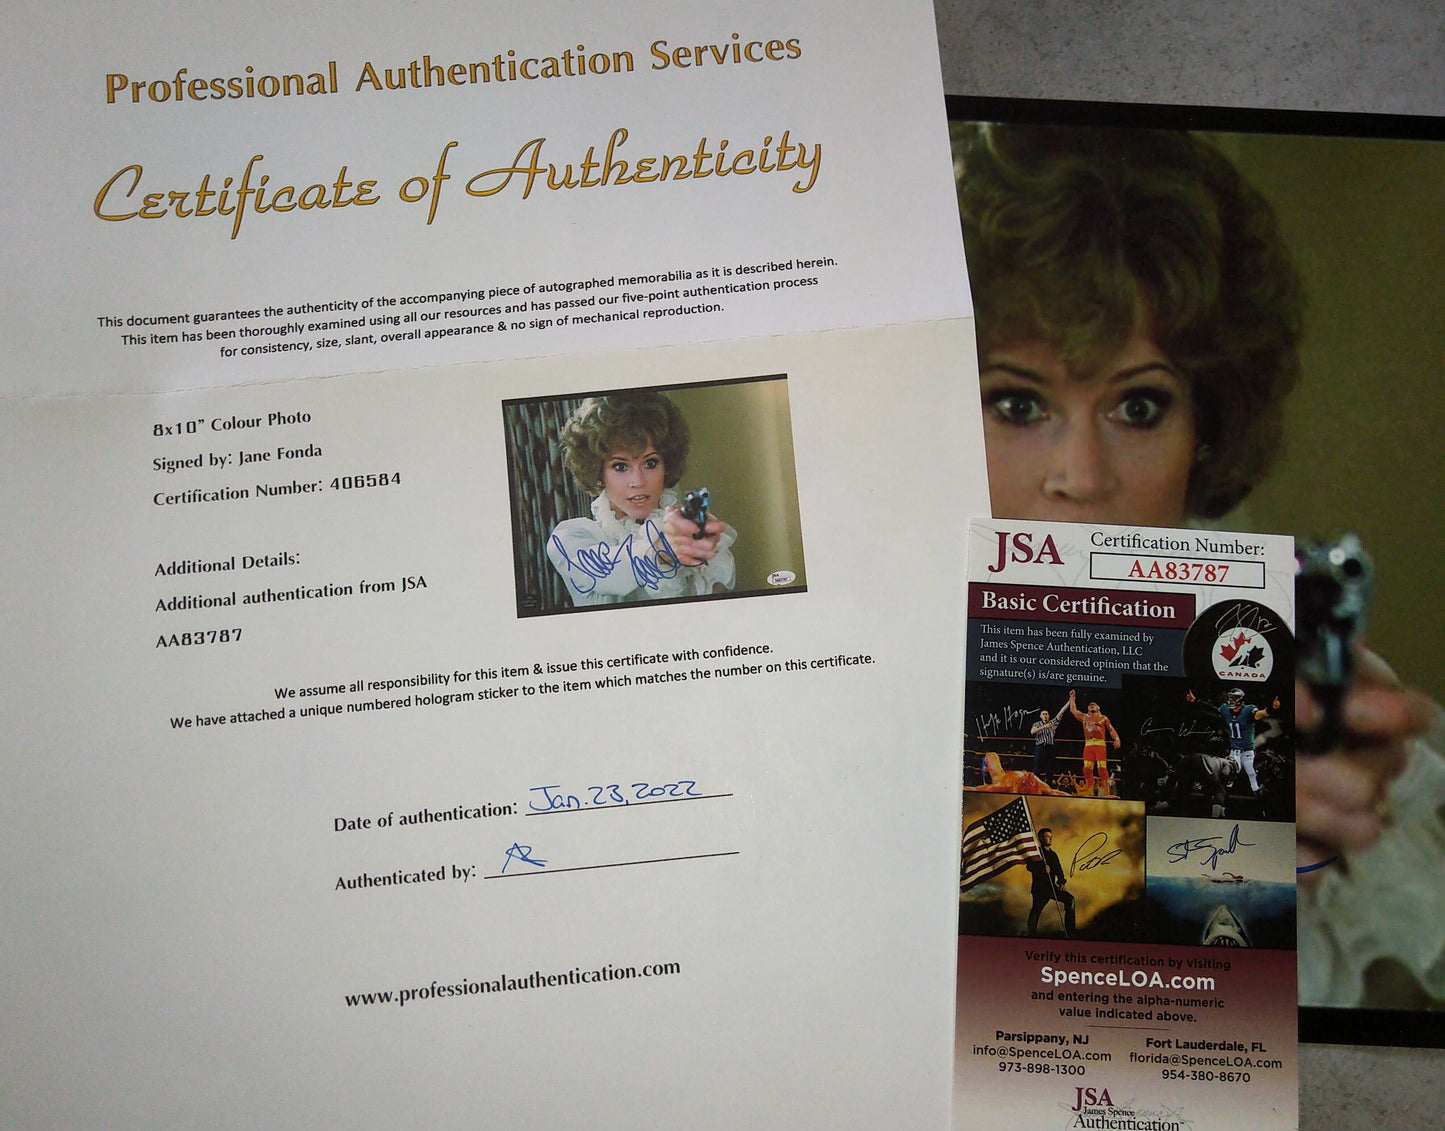 Professional Authentication Services
Certificate of Authenticity
This document guarantees the authenticity of the accompanying piece of autographed memorabilia as it is described herein.
This item has been thoroughly examined using all our resources and has passed our five-point authentication process
for consistency, size, slant, overall appearance & no sign of mechanical reproduction.
8x10” Colour Photo
Signed by: Jane Fonda
Certification Number: 406584
Additional Details:
Additional authentication from JSA
AA83787
Jane Fonda
We assume all responsibility for this item & issue this certificate with confidence.
We have attached a unique numbered hologram sticker to the item which matches the number on this certificate.
Date of authentication: Jan. 23, 2022
Authenticated by:
www.professionalauthentication.com
JSA
Certification Number:
AA83787
Basic Certification
This item has been fully examined by
James Spence Authentication, LLC
and it is our considered opinion that the
signature(s) is/are genuine.
CANADA
Hulk Hogan
11
Verify this certification by visiting
SpenceLOA.com
and entering the alpha-numeric
value indicated above.
Parsippany, NJ
info@SpenceLOA.com
973-898-1300
Fort Lauderdale, FL
florida@SpenceLOA.com
954-380-8670
JSA
James Spence
Authentication